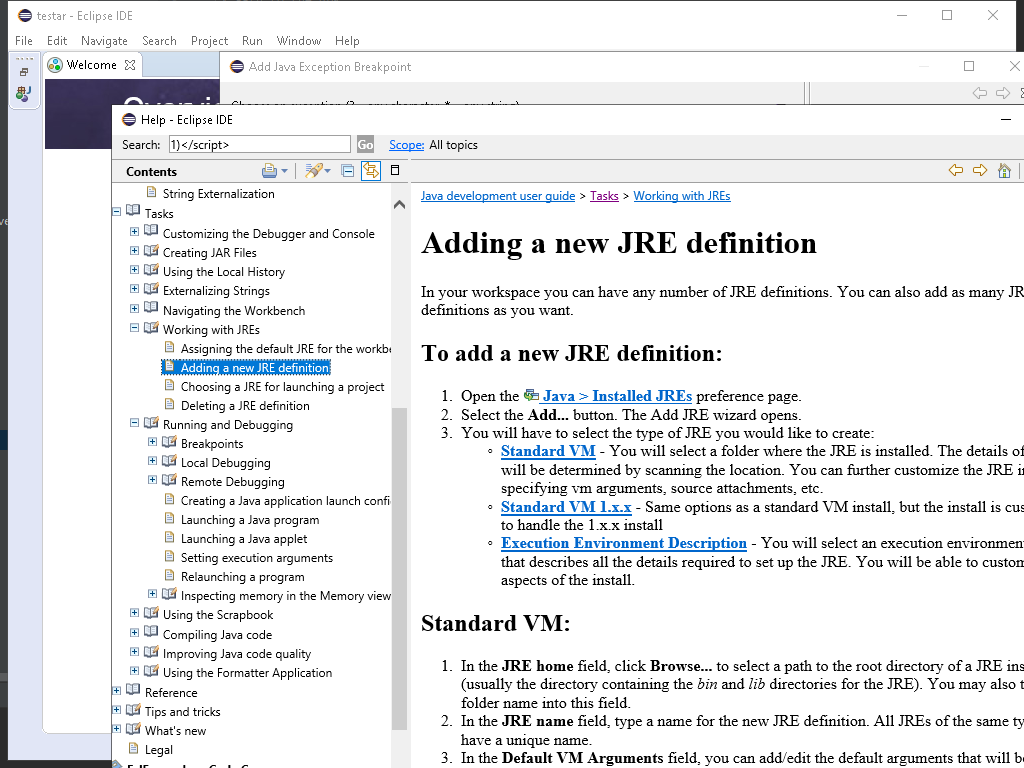 testar - Eclipse IDE
File Edit Navigate Search Project Run Window Help
Welcome
Add Java Exception Breakpoint
Help - Eclipse IDE
Search: 1)</script> Go Scope: All topics
Contents
String Externalization
Tasks
Customizing the Debugger and Console
Creating JAR Files
Using the Local History
Externalizing Strings
Navigating the Workbench
Working with JREs
Assigning the default JRE for the workbe
Adding a new JRE definition
Choosing a JRE for launching a project
Deleting a JRE definition
Running and Debugging
Breakpoints
Local Debugging
Remote Debugging
Creating a Java application launch confi
Launching a Java program
Launching a Java applet
Setting execution arguments
Relaunching a program
Inspecting memory in the Memory view
Using the Scrapbook
Compiling Java code
Improving Java code quality
Using the Formatter Application
Reference
Tips and tricks
What's new
Legal
Java development user guide > Tasks > Working with JREs
Adding a new JRE definition
In your workspace you can have any number of JRE definitions. You can also add as many JR
definitions as you want.
To add a new JRE definition:
1. Open the Java > Installed JREs preference page.
2. Select the Add... button. The Add JRE wizard opens.
3. You will have to select the type of JRE you would like to create:
◦ Standard VM - You will select a folder where the JRE is installed. The details of
will be determined by scanning the location. You can further customize the JRE i
specifying vm arguments, source attachments, etc.
◦ Standard VM 1.x.x - Same options as a standard VM install, but the install is cus
to handle the 1.x.x install
◦ Execution Environment Description - You will select an execution environment
that describes all the details required to set up the JRE. You will be able to custom
aspects of the install.
Standard VM:
1. In the JRE home field, click Browse... to select a path to the root directory of a JRE ins
(usually the directory containing the bin and lib directories for the JRE). You may also t
folder name into this field.
2. In the JRE name field, type a name for the new JRE definition. All JREs of the same ty
have a unique name.
3. In the Default VM Arguments field, you can add/edit the default arguments that will b